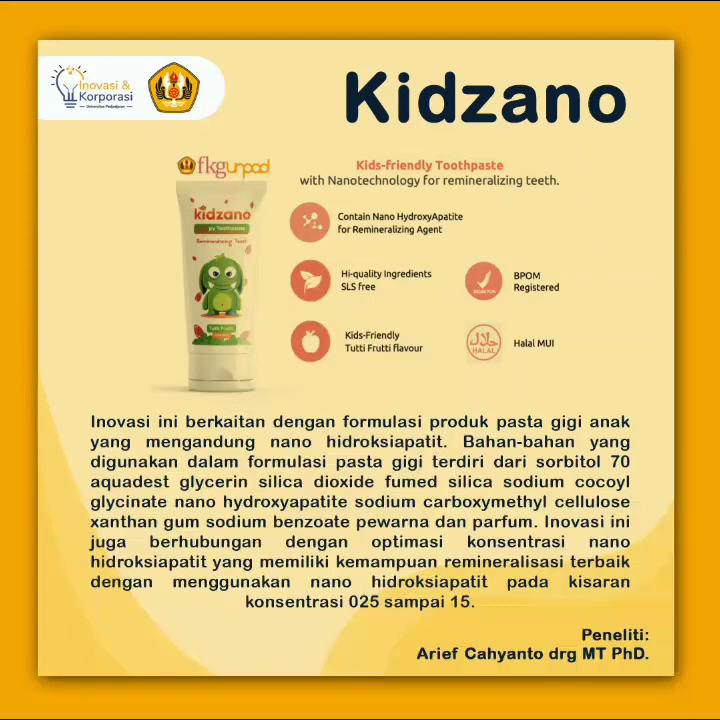 Inovasi &
Korporasi
Universitas Padjadjaran
Kidzano
fkgunpad
Kids-friendly Toothpaste
with Nanotechnology for remineralizing teeth.
kidzano
py Toothpaste
Remineralizing Teeth
Tutti Frutti
Contain Nano HydroxyApatite
for Remineralizing Agent
Hi-quality Ingredients
SLS free
BPOM
Registered
Kids-Friendly
Tutti Frutti flavour
HALAL
Halal MUI
Inovasi ini berkaitan dengan formulasi produk pasta gigi anak
yang mengandung nano hidroksiapatit. Bahan-bahan yang
digunakan dalam formulasi pasta gigi terdiri dari sorbitol 70
aquadest glycerin silica dioxide fumed silica sodium cocoyl
glycinate nano hydroxyapatite sodium carboxymethyl cellulose
xanthan gum sodium benzoate pewarna dan parfum. Inovasi ini
juga berhubungan dengan optimasi konsentrasi nano
hidroksiapatit yang memiliki kemampuan remineralisasi terbaik
dengan menggunakan nano hidroksiapatit pada kisaran
konsentrasi 025 sampai 15.
Peneliti:
Arief Cahyanto drg MT PhD.